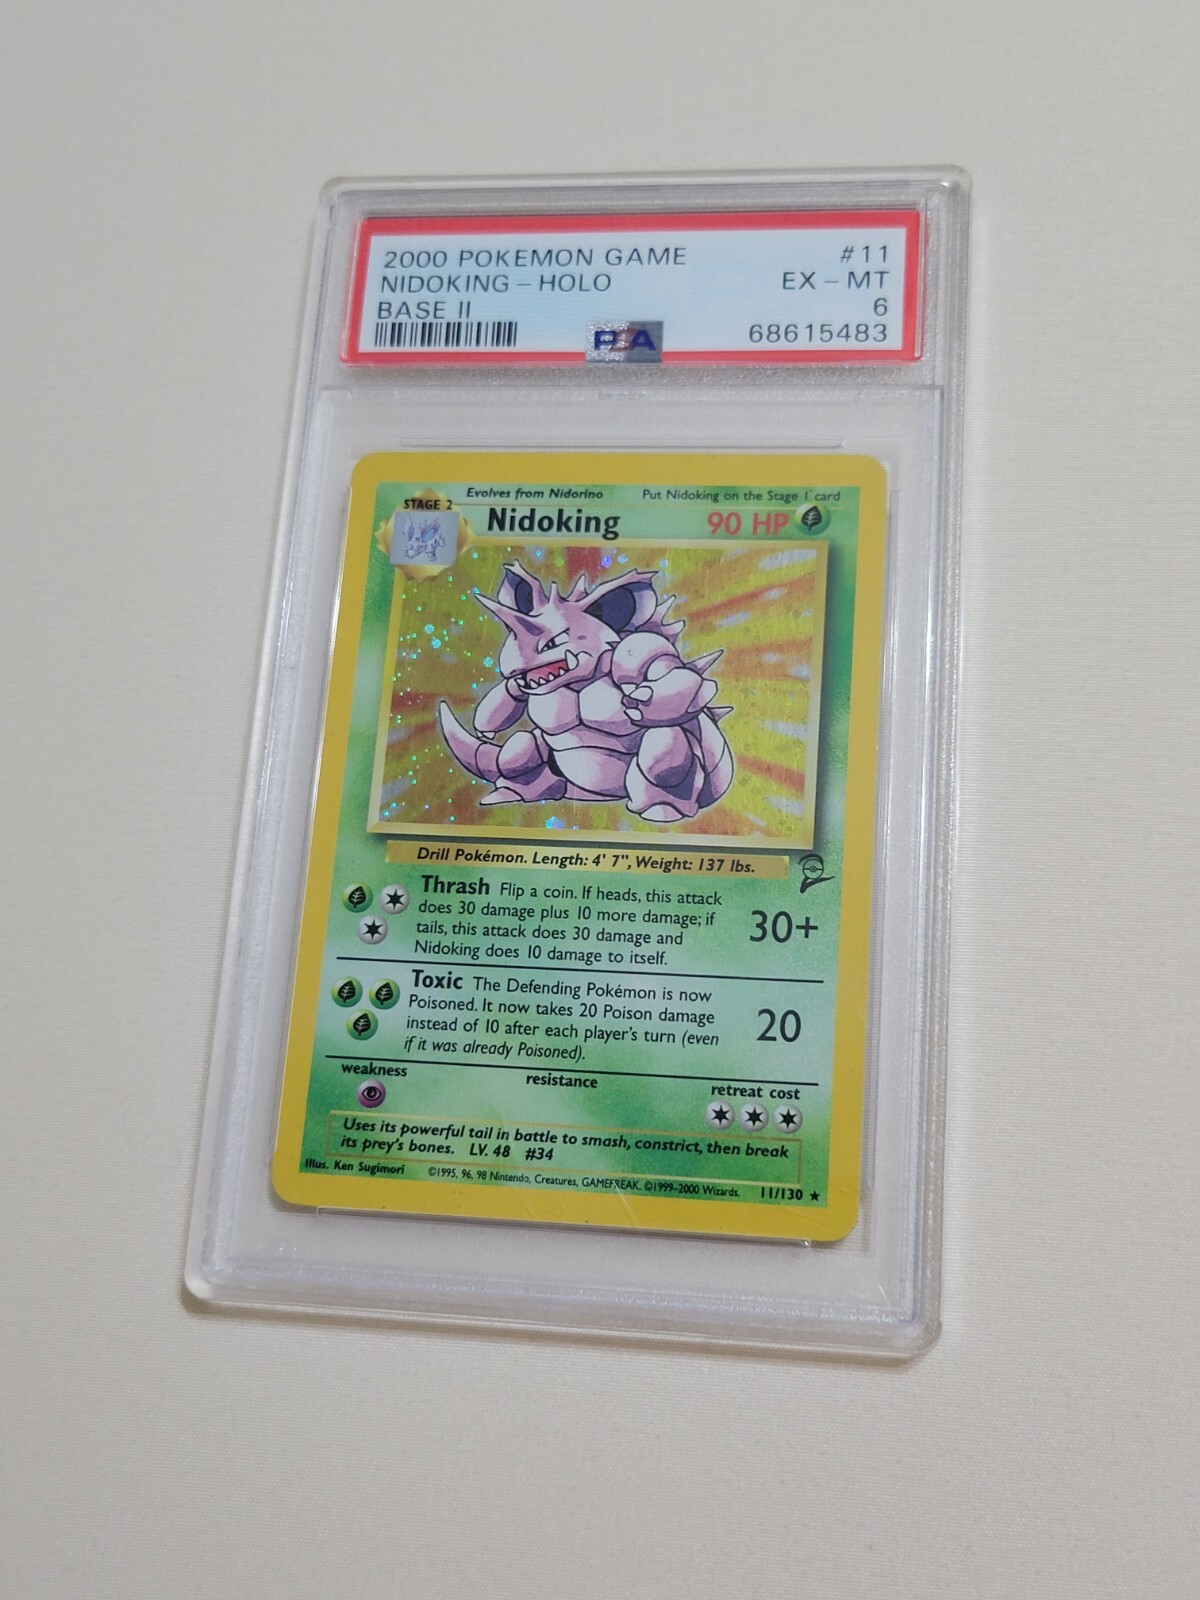 2000 POKEMON GAME #11
NIDOKING - HOLO EX - MT
BASE II 6
68615483
PSA
STAGE 2
Evolves from Nidorino Put Nidoking on the Stage 1 card
Nidoking 90 HP
Drill Pokémon. Length: 4' 7", Weight: 137 lbs.
Thrash Flip a coin. If heads, this attack
does 30 damage plus 10 more damage; if
tails, this attack does 30 damage and
Nidoking does 10 damage to itself.
30+
Toxic The Defending Pokémon is now
Poisoned. It now takes 20 Poison damage
instead of 10 after each player's turn (even
if it was already Poisoned).
20
weakness resistance retreat cost
Uses its powerful tail in battle to smash, constrict, then break
its prey's bones. LV. 48 #34
Illus. Ken Sugimori ©1995, 96, 98 Nintendo, Creatures, GAMEFREAK. ©1999-2000 Wizards. 11/130 ★